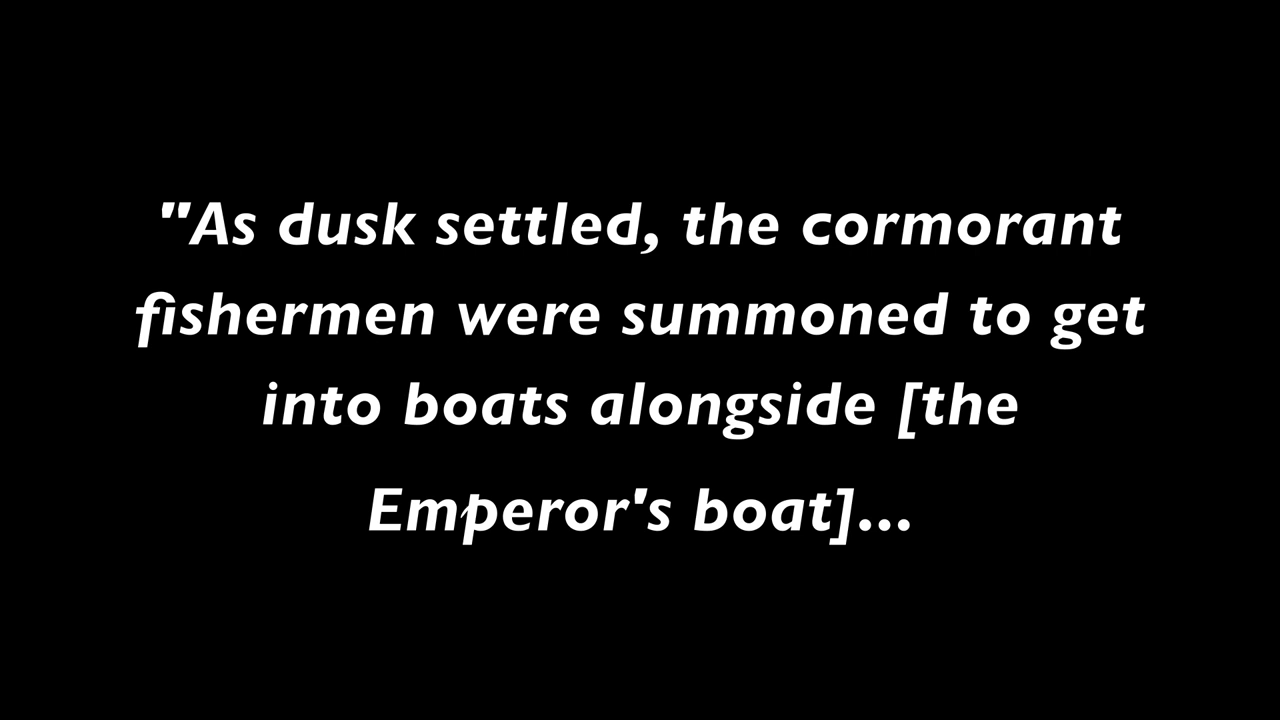 "As dusk settled, the cormorant
fishermen were summoned to get
into boats alongside [the
Emperor's boat]...